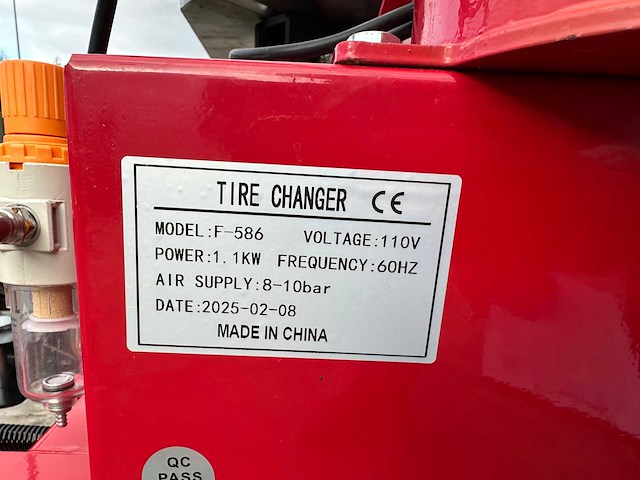 TIRE CHANGER CE
MODEL:F-586 VOLTAGE:110V
POWER:1.1KW FREQUENCY:60HZ
AIR SUPPLY:8-10bar
DATE:2025-02-08
MADE IN CHINA
QC
PASS